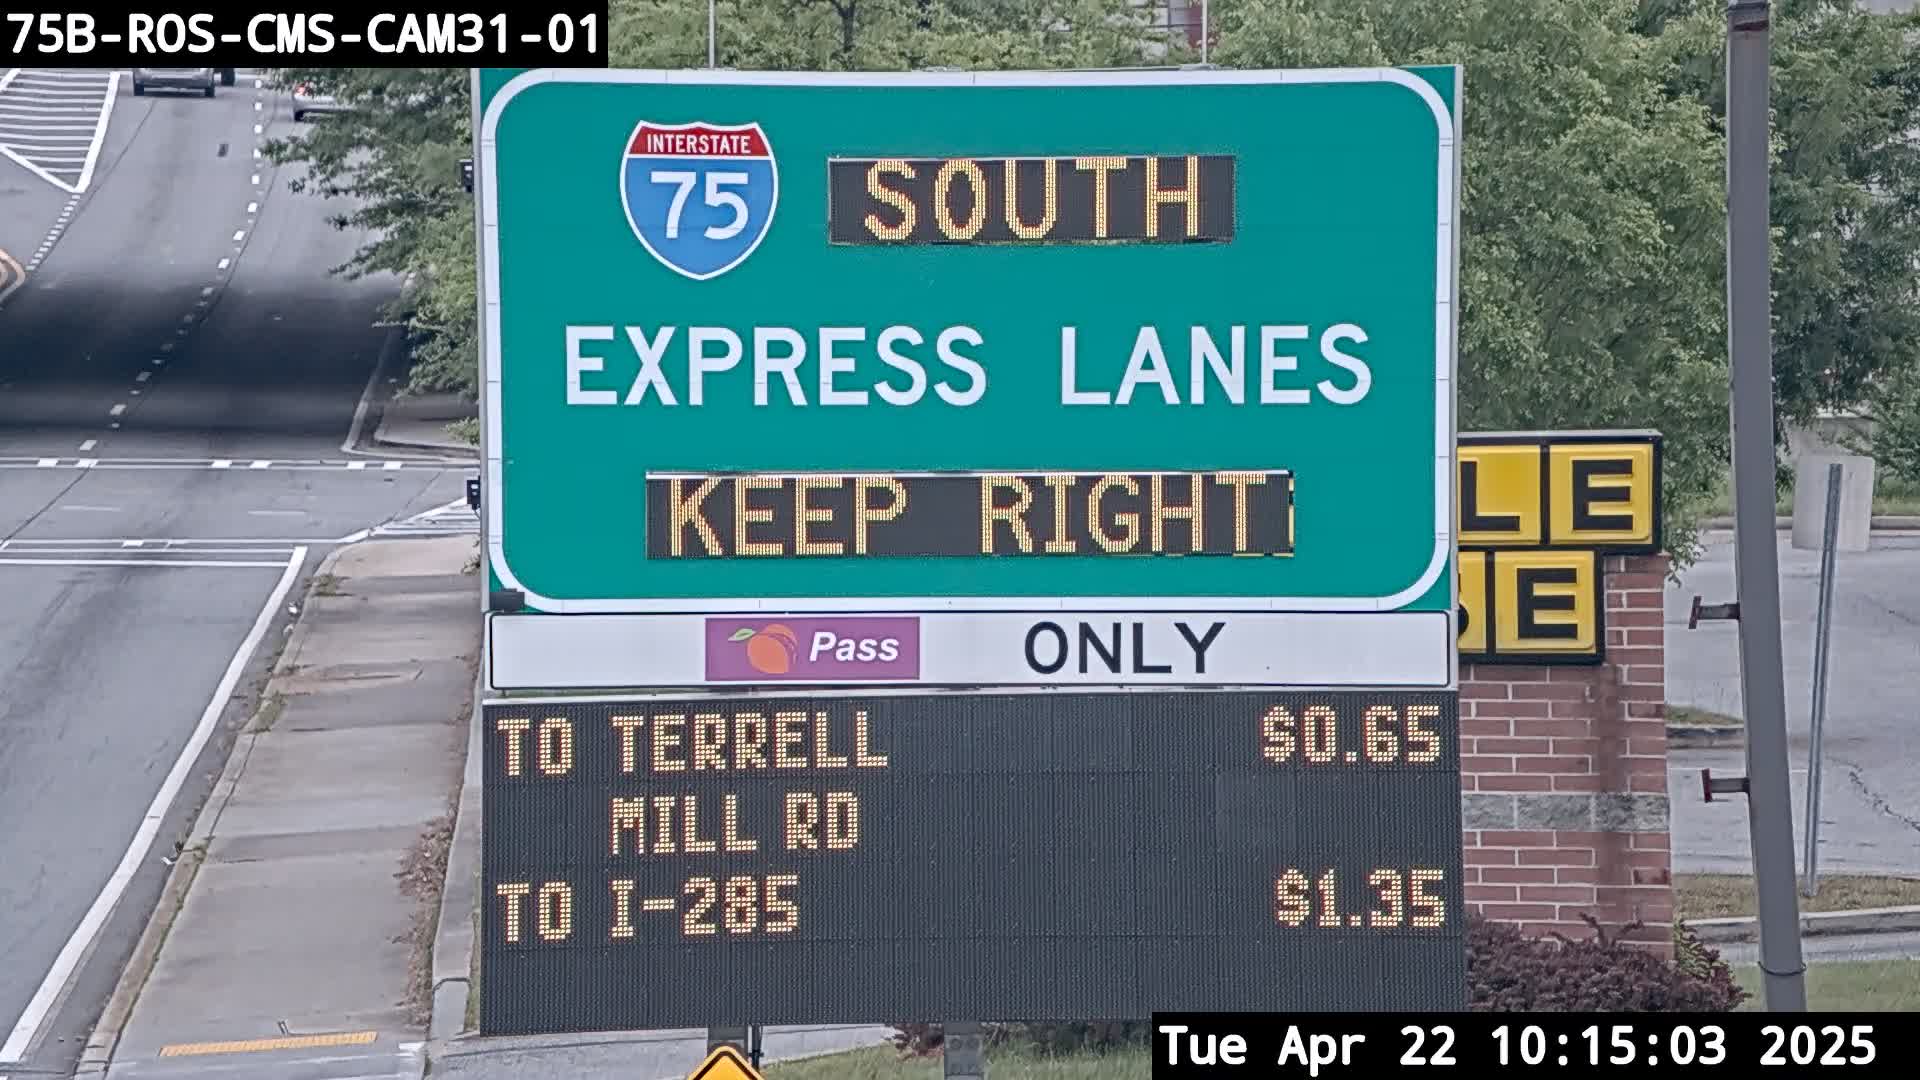 75B-ROS-CMS-CAM31-01
INTERSTATE
75
SOUTH
EXPRESS LANES
KEEP RIGHT
Pass ONLY
TO TERRELL $0.65
MILL RD
TO I-285 $1.35
LE
E
Tue Apr 22 10:15:03 2025